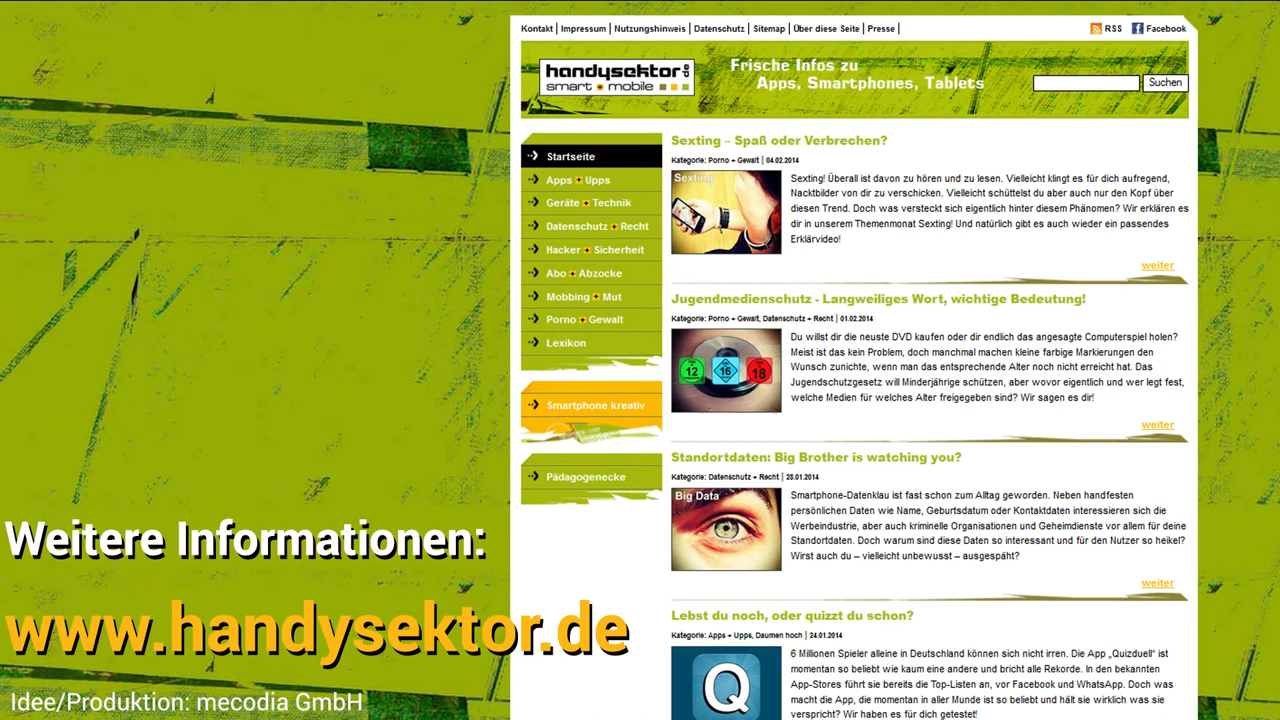 Kontakt | Impressum | Nutzungshinweis | Datenschutz | Sitemap | Über diese Seite | Presse |
RSS Facebook
handysektor.de
smart + mobile
Frische Infos zu
Apps, Smartphones, Tablets
Suchen
Startseite
Apps + Upps
Geräte + Technik
Datenschutz + Recht
Hacker + Sicherheit
Abo + Abzocke
Mobbing + Mut
Porno + Gewalt
Lexikon
Smartphone kreativ
Pädagogenecke
Sexting – Spaß oder Verbrechen?
Kategorie: Porno + Gewalt | 04.02.2014
Sexting
Sexting! Überall ist davon zu hören und zu lesen. Vielleicht klingt es für dich aufregend,
Nacktbilder von dir zu verschicken. Vielleicht schüttelst du aber auch nur den Kopf über
diesen Trend. Doch was versteckt sich eigentlich hinter diesem Phänomen? Wir erklären es
dir in unserem Themenmonat Sexting! Und natürlich gibt es auch wieder ein passendes
Erklärvideo!
weiter
Jugendmedienschutz - Langweiliges Wort, wichtige Bedeutung!
Kategorie: Porno + Gewalt, Datenschutz + Recht | 01.02.2014
12 16 18
Du willst dir die neuste DVD kaufen oder dir endlich das angesagte Computerspiel holen?
Meist ist das kein Problem, doch manchmal machen kleine farbige Markierungen den
Wunsch zunichte, wenn man das entsprechende Alter noch nicht erreicht hat. Das
Jugendschutzgesetz will Minderjährige schützen, aber wovor eigentlich und wer legt fest,
welche Medien für welches Alter freigegeben sind? Wir sagen es dir!
weiter
Standortdaten: Big Brother is watching you?
Kategorie: Datenschutz + Recht | 28.01.2014
Big Data
Smartphone-Datenklau ist fast schon zum Alltag geworden. Neben handfesten
persönlichen Daten wie Name, Geburtsdatum oder Kontaktdaten interessieren sich die
Werbeindustrie, aber auch kriminelle Organisationen und Geheimdienste vor allem für deine
Standortdaten. Doch warum sind diese Daten so interessant und für den Nutzer so heikel?
Wirst auch du – vielleicht unbewusst – ausgespäht?
weiter
Lebst du noch, oder quizzt du schon?
Kategorie: Apps + Upps, Daumen hoch | 24.01.2014
Q
6 Millionen Spieler alleine in Deutschland können sich nicht irren. Die App „Quizduell“ ist
momentan so beliebt wie kaum eine andere und bricht alle Rekorde. In den bekannten
App-Stores führt sie bereits die Top-Listen an, vor Facebook und WhatsApp. Doch was
macht die App, die momentan in aller Munde ist so beliebt und hält sie wirklich was sie
verspricht? Wir haben es für dich getestet!
Weitere Informationen:
www.handysektor.de
Idee/Produktion: mecodia GmbH